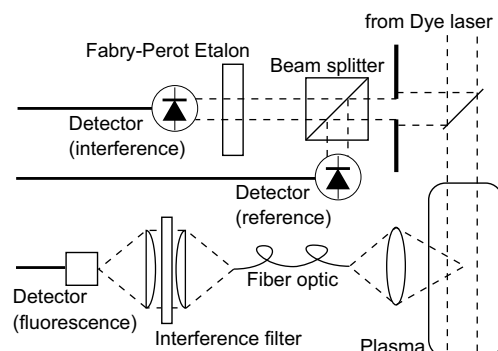 from Dye laser
Fabry-Perot Etalon
Beam splitter
Detector
(interference)
Detector
(reference)
Fiber optic
Detector
(fluorescence)
Interference filter
Plasma